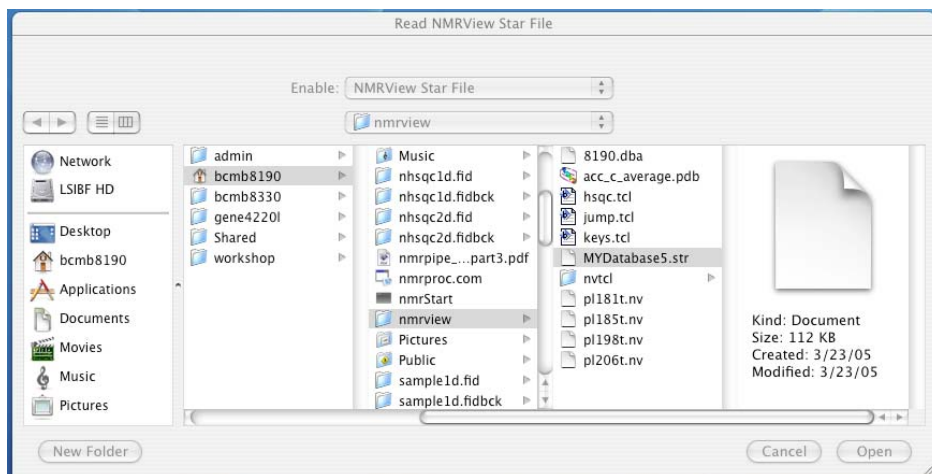 Read NMRView Star File
Enable: NMRView Star File
nmrview
Network
LSIBF HD
Desktop
bcmb8190
Applications
Documents
Movies
Music
Pictures
admin
bcmb8190
bcmb8330
gene4220l
Shared
workshop
Music
nhsqc1d.fid
nhsqc1d.fidbck
nhsqc2d.fid
nhsqc2d.fidbck
nmrpipe_...part3.pdf
nmrproc.com
nmrStart
nmrview
Pictures
Public
sample1d.fid
sample1d.fidbck
8190.dba
acc_c_average.pdb
hsqc.tcl
jump.tcl
keys.tcl
MYDatabase5.str
nvtcl
pl181t.nv
pl185t.nv
pl198t.nv
pl206t.nv
Kind: Document
Size: 112 KB
Created: 3/23/05
Modified: 3/23/05
New Folder
Cancel
Open